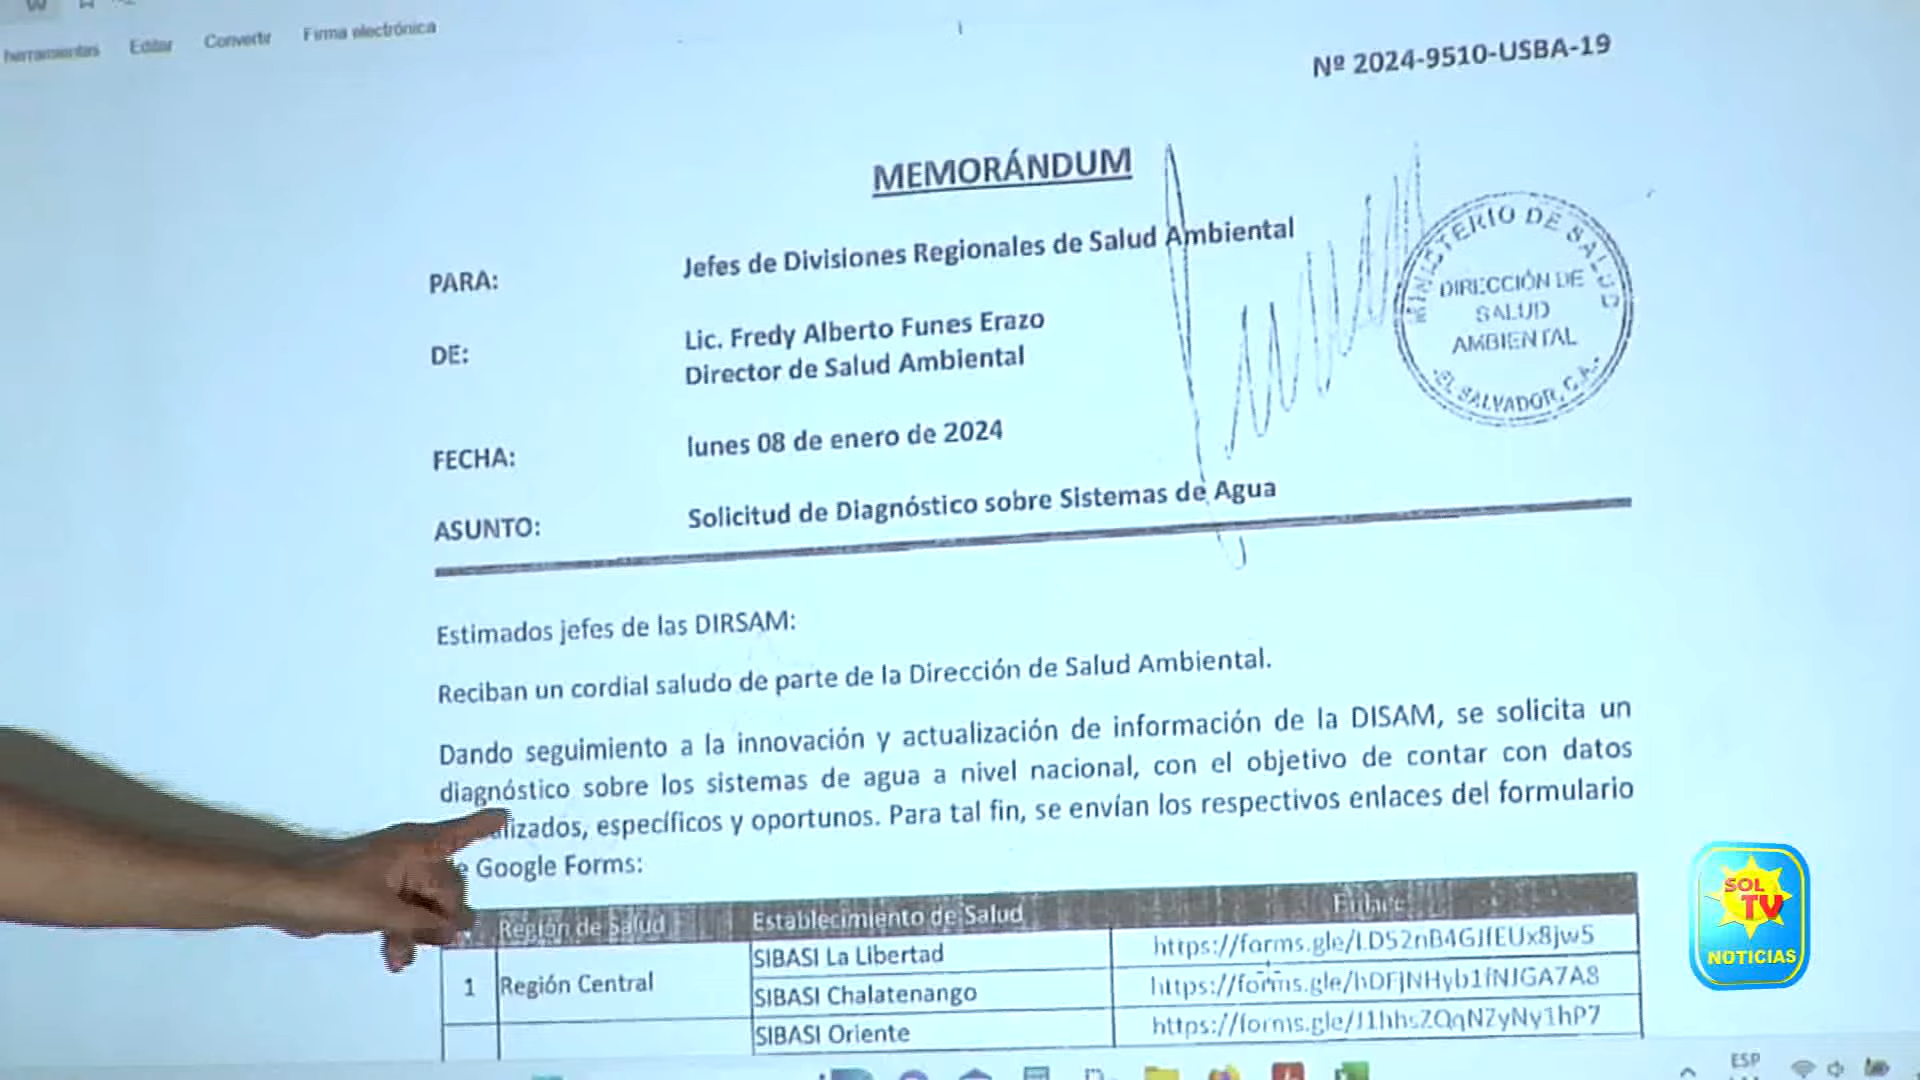 herramientas Editar Convertir Firma electrónica
Nº 2024-9510-USBA-19
MEMORÁNDUM
PARA: Jefes de Divisiones Regionales de Salud Ambiental
DE: Lic. Fredy Alberto Funes Erazo
Director de Salud Ambiental
FECHA: lunes 08 de enero de 2024
ASUNTO: Solicitud de Diagnóstico sobre Sistemas de Agua
MINISTERIO DE SALUD
DIRECCIÓN DE
SALUD
AMBIENTAL
EL SALVADOR, C.A.
Estimados jefes de las DIRSAM:
Reciban un cordial saludo de parte de la Dirección de Salud Ambiental.
Dando seguimiento a la innovación y actualización de información de la DISAM, se solicita un
diagnóstico sobre los sistemas de agua a nivel nacional, con el objetivo de contar con datos
lizados, específicos y oportunos. Para tal fin, se envían los respectivos enlaces del formulario
Google Forms:
Región de Salud Establecimiento de Salud Enlace
SIBASI La Libertad
1 Región Central SIBASI Chalatenango
SIBASI Oriente
SOL
TV
NOTICIAS
ESP